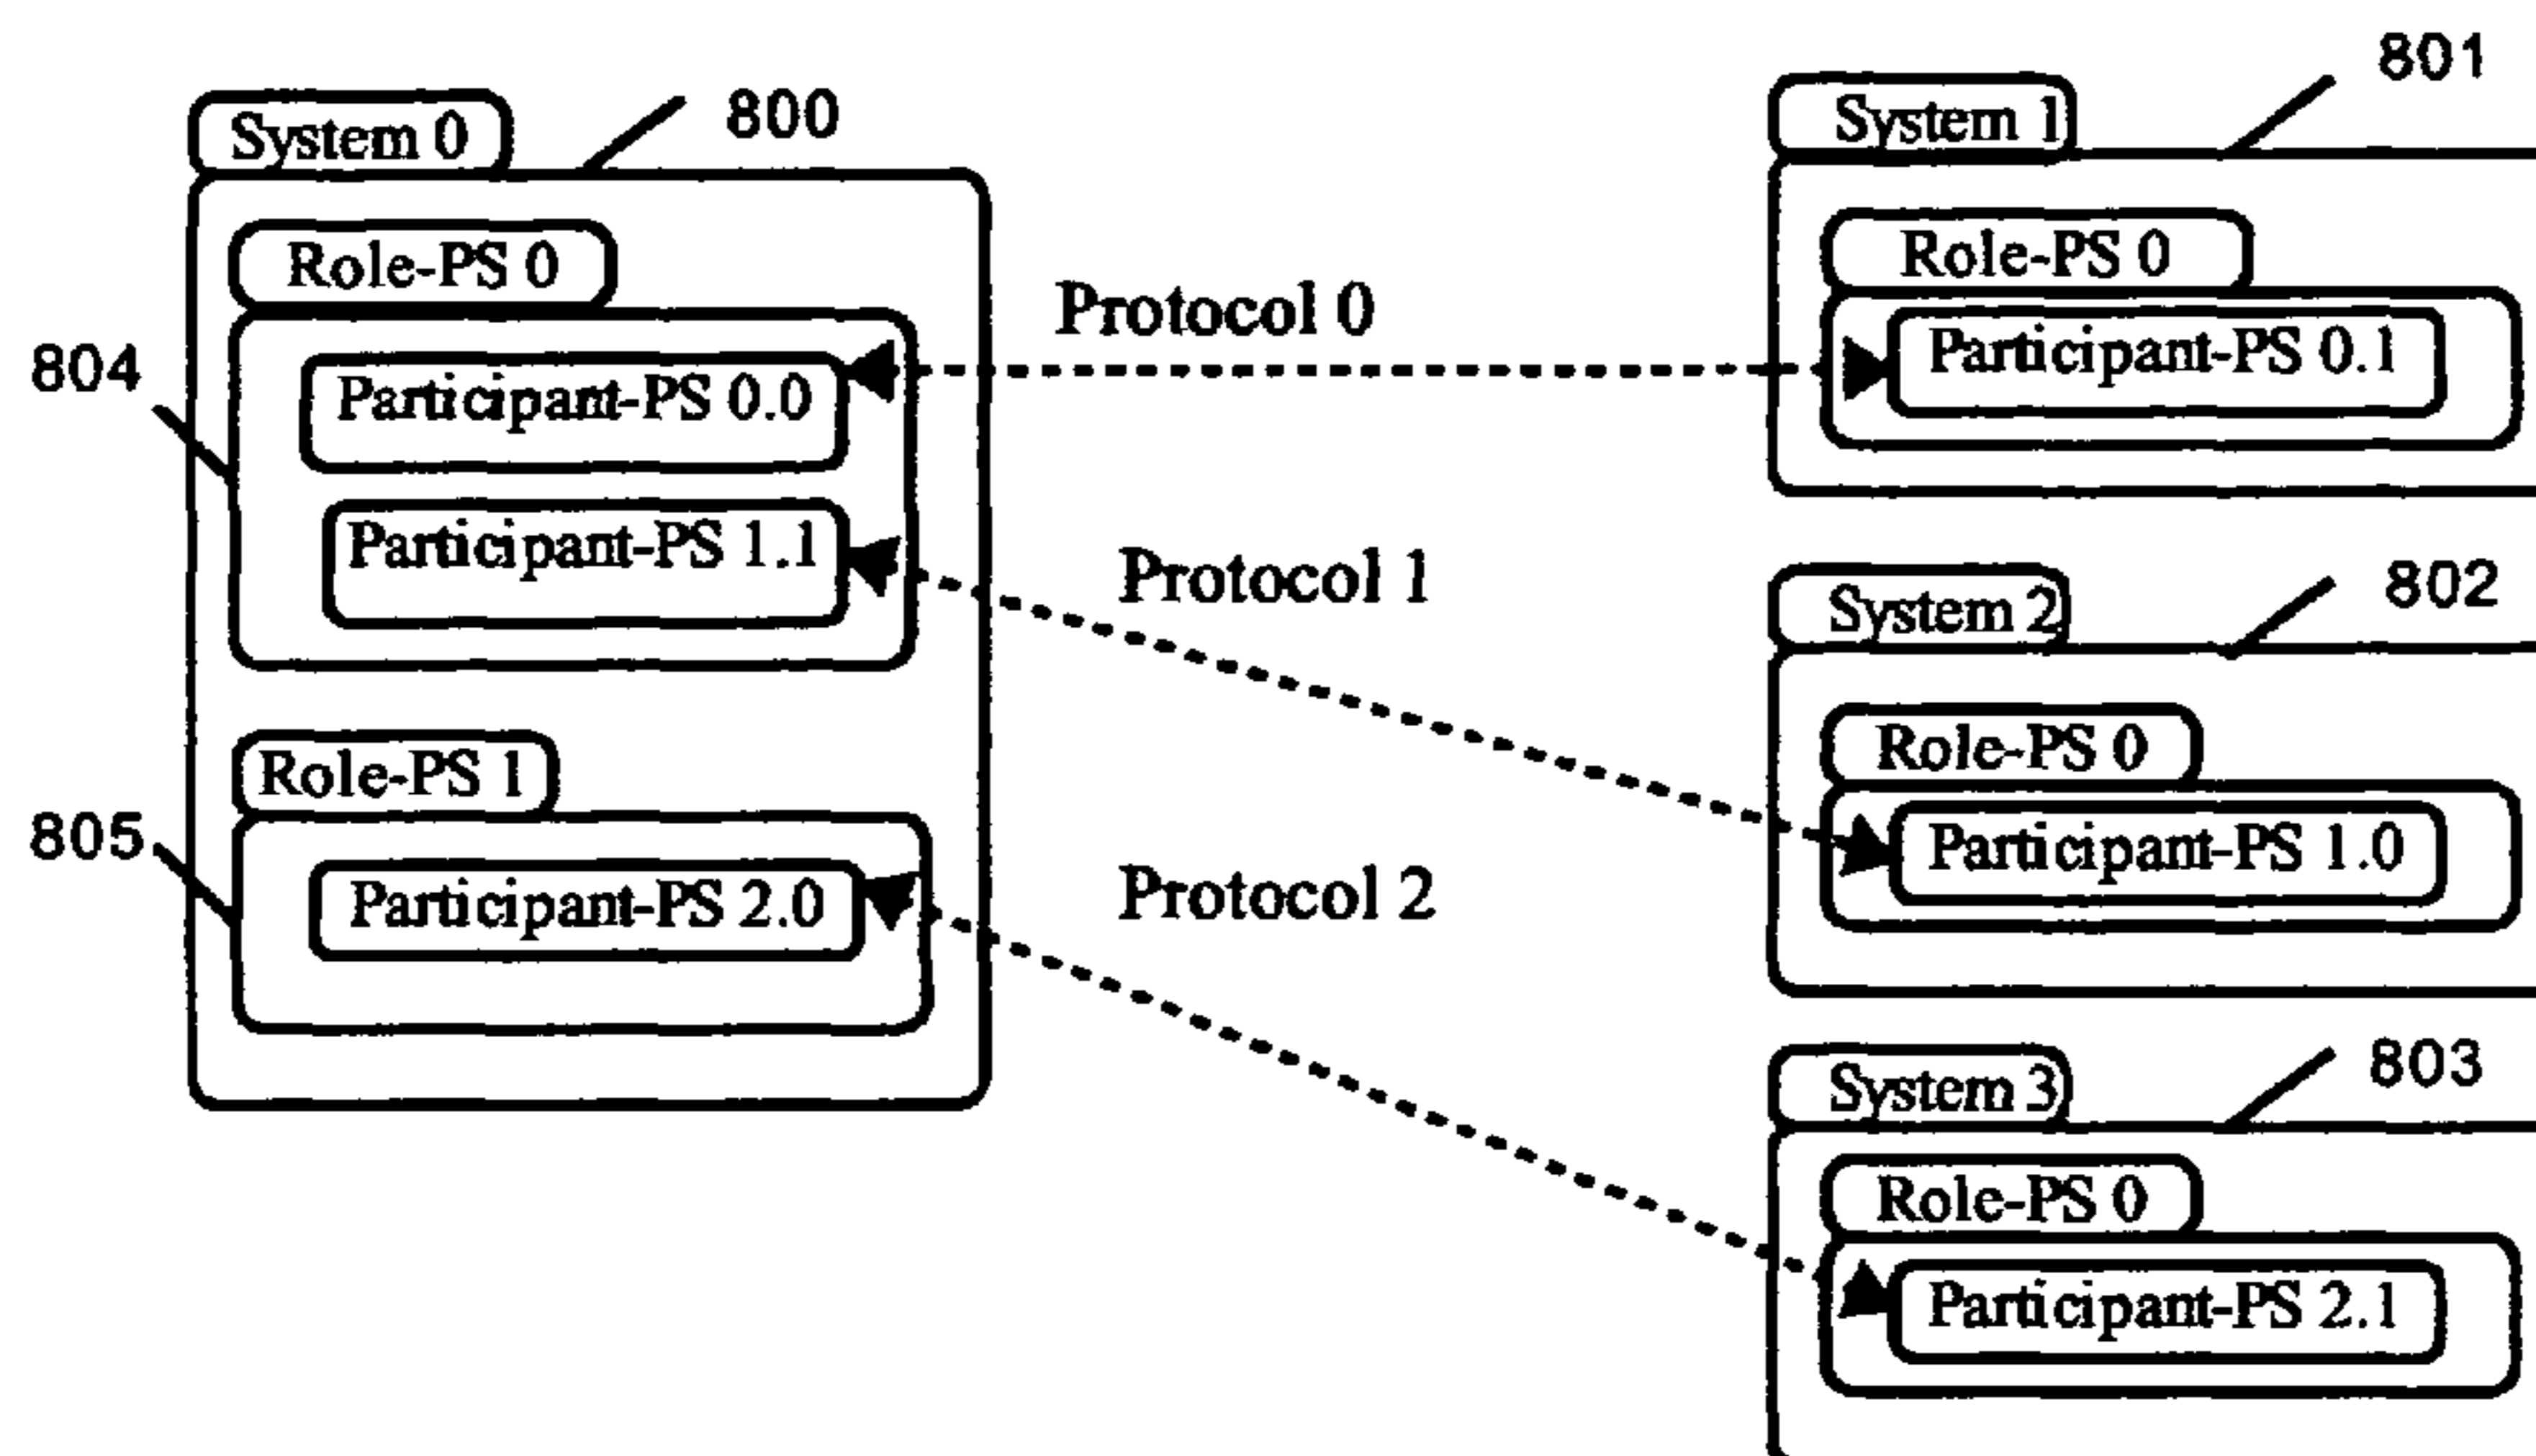 800
System 0
Role-PS 0
804
Participant-PS 0.0
Participant-PS 1.1
Role-PS 1
805
Participant-PS 2.0
Protocol 0
Protocol 1
Protocol 2
801
System 1
Role-PS 0
Participant-PS 0.1
802
System 2
Role-PS 0
Participant-PS 1.0
803
System 3
Role-PS 0
Participant-PS 2.1